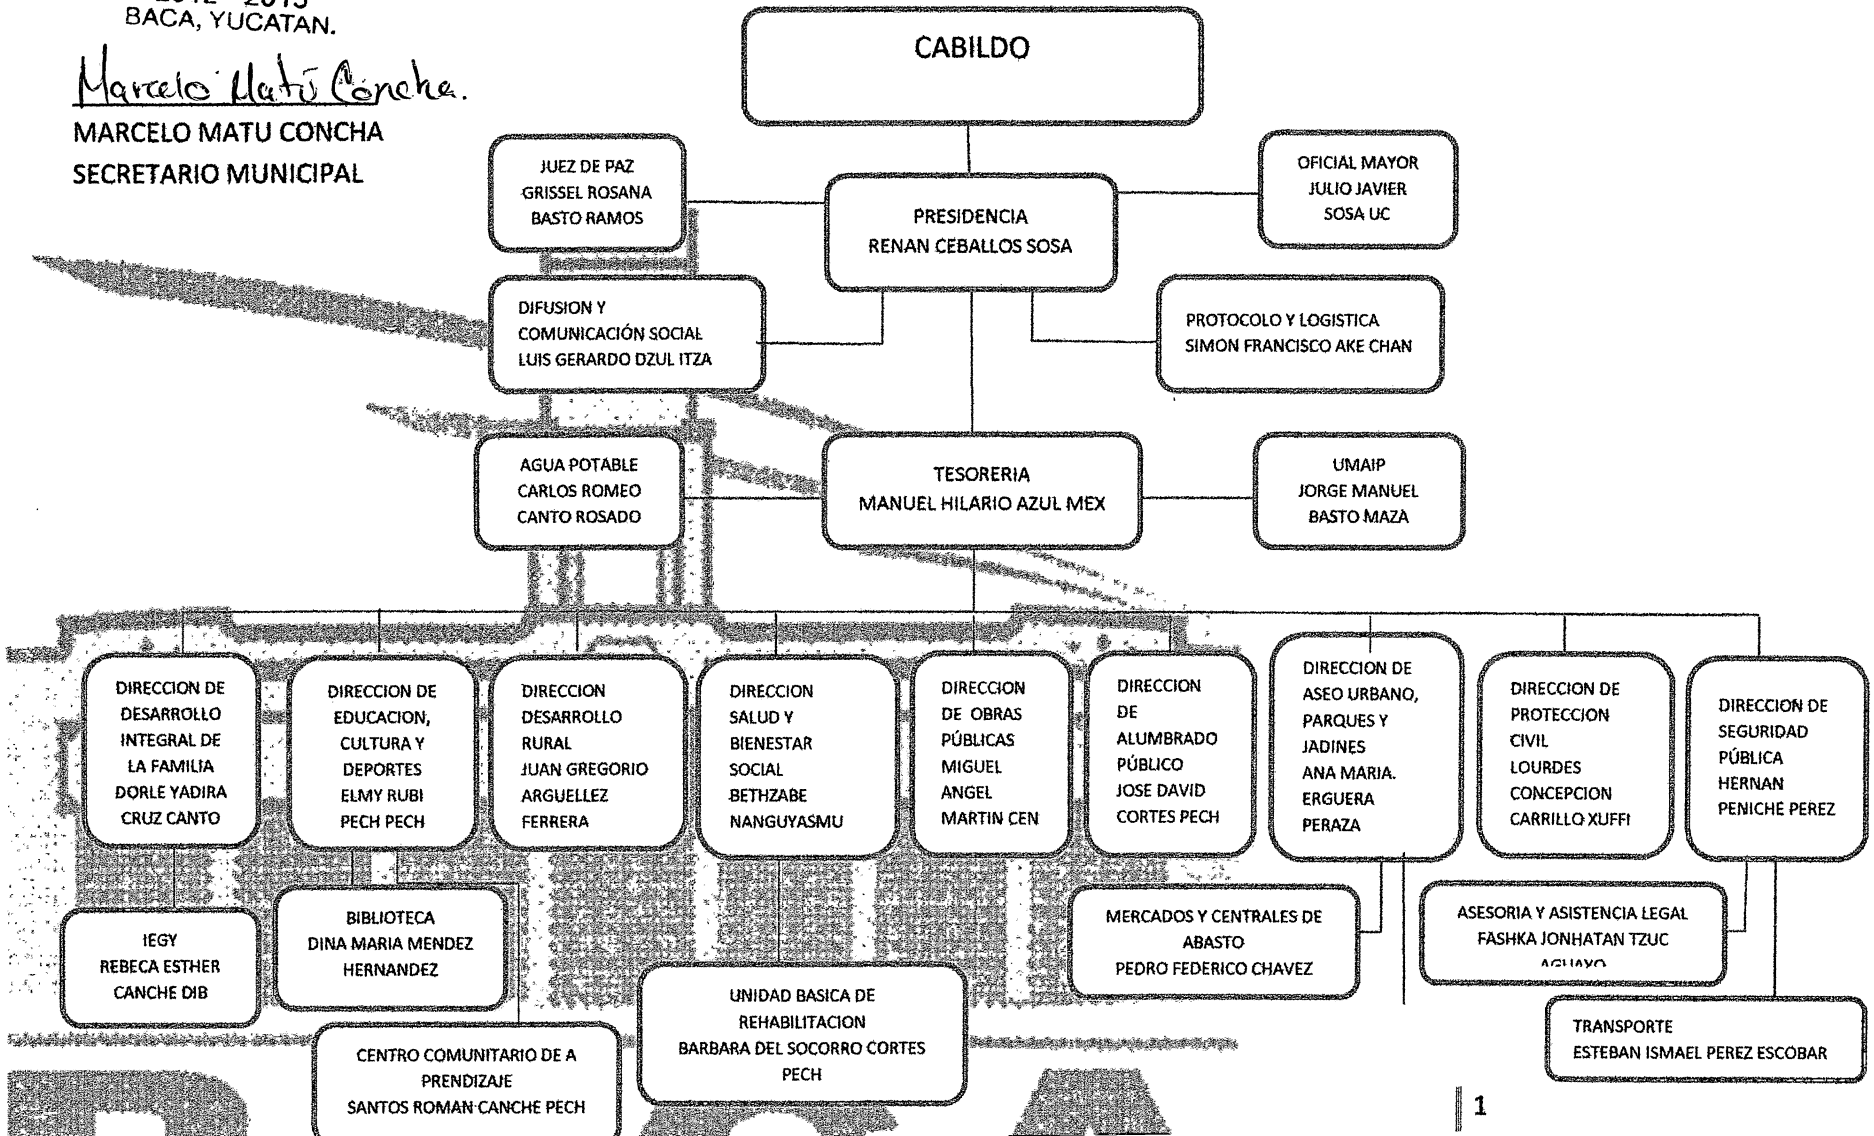 2012 - 2015
BACA, YUCATAN.
Marcelo Matú Concha.
MARCELO MATU CONCHA
SECRETARIO MUNICIPAL
CABILDO
JUEZ DE PAZ
GRISSEL ROSANA
BASTO RAMOS
PRESIDENCIA
RENAN CEBALLOS SOSA
OFICIAL MAYOR
JULIO JAVIER
SOSA UC
DIFUSION Y
COMUNICACIÓN SOCIAL
LUIS GERARDO DZUL ITZA
PROTOCOLO Y LOGISTICA
SIMON FRANCISCO AKE CHAN
AGUA POTABLE
CARLOS ROMEO
CANTO ROSADO
TESORERIA
MANUEL HILARIO AZUL MEX
UMAIP
JORGE MANUEL
BASTO MAZA
DIRECCION DE
DESARROLLO
INTEGRAL DE
LA FAMILIA
DORLE YADIRA
CRUZ CANTO
DIRECCION DE
EDUCACION,
CULTURA Y
DEPORTES
ELMY RUBI
PECH PECH
DIRECCION
DESARROLLO
RURAL
JUAN GREGORIO
ARGUELLEZ
FERRERA
DIRECCION
SALUD Y
BIENESTAR
SOCIAL
BETHZABE
NANGUYASMU
DIRECCION
DE OBRAS
PÚBLICAS
MIGUEL
ANGEL
MARTIN CEN
DIRECCION
DE
ALUMBRADO
PÚBLICO
JOSE DAVID
CORTES PECH
DIRECCION DE
ASEO URBANO,
PARQUES Y
JADINES
ANA MARIA.
ERGUERA
PERAZA
DIRECCION DE
PROTECCION
CIVIL
LOURDES
CONCEPCION
CARRILLO XUFFI
DIRECCION DE
SEGURIDAD
PÚBLICA
HERNAN
PENICHE PEREZ
IEGY
REBECA ESTHER
CANCHE DIB
BIBLIOTECA
DINA MARIA MENDEZ
HERNANDEZ
CENTRO COMUNITARIO DE A
PRENDIZAJE
SANTOS ROMAN CANCHE PECH
UNIDAD BASICA DE
REHABILITACION
BARBARA DEL SOCORRO CORTES
PECH
MERCADOS Y CENTRALES DE
ABASTO
PEDRO FEDERICO CHAVEZ
ASESORIA Y ASISTENCIA LEGAL
FASHKA JONHATAN TZUC
AGUAYO
TRANSPORTE
ESTEBAN ISMAEL PEREZ ESCOBAR
1